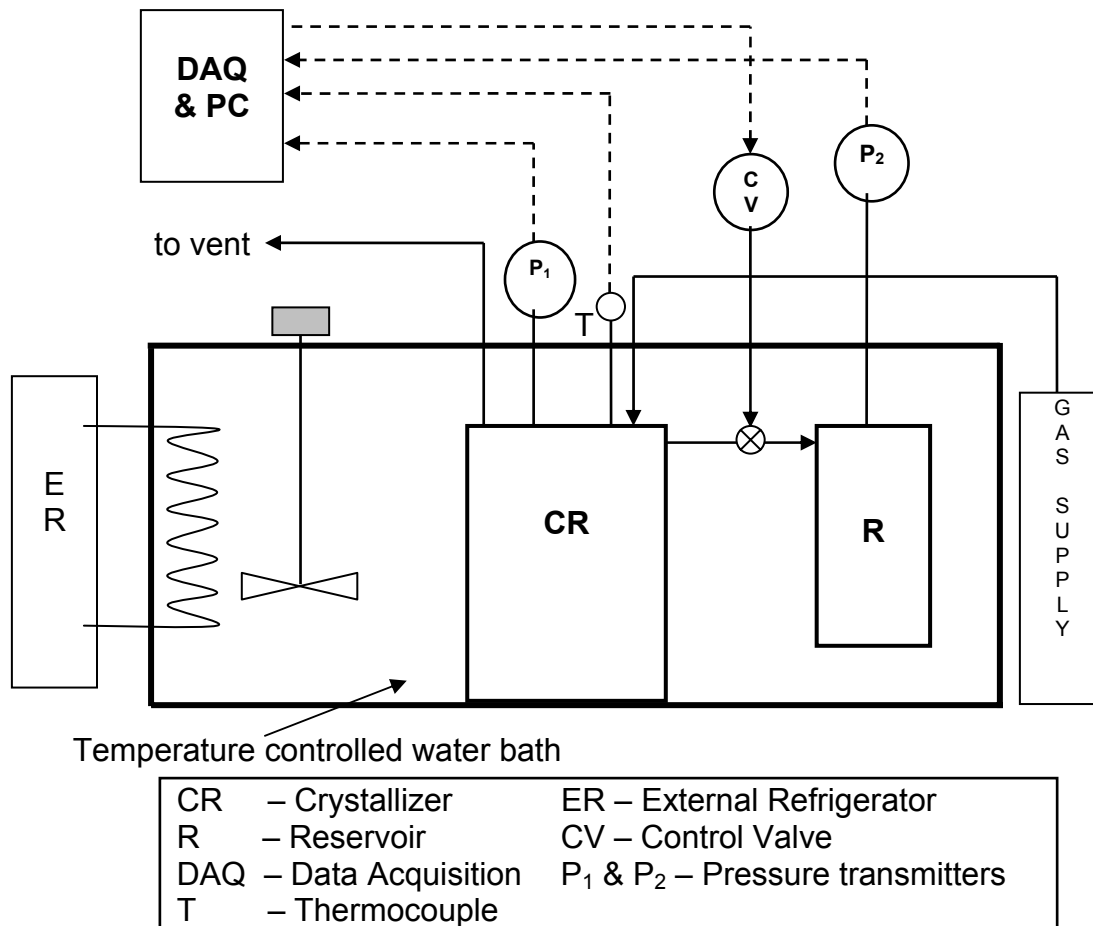 DAQ
& PC
C
V
P₂
to vent
P₁
T
E
R
CR
R
G
A
S
S
U
P
P
L
Y
Temperature controlled water bath
CR – Crystallizer ER – External Refrigerator
R – Reservoir CV – Control Valve
DAQ – Data Acquisition P₁ & P₂ – Pressure transmitters
T – Thermocouple